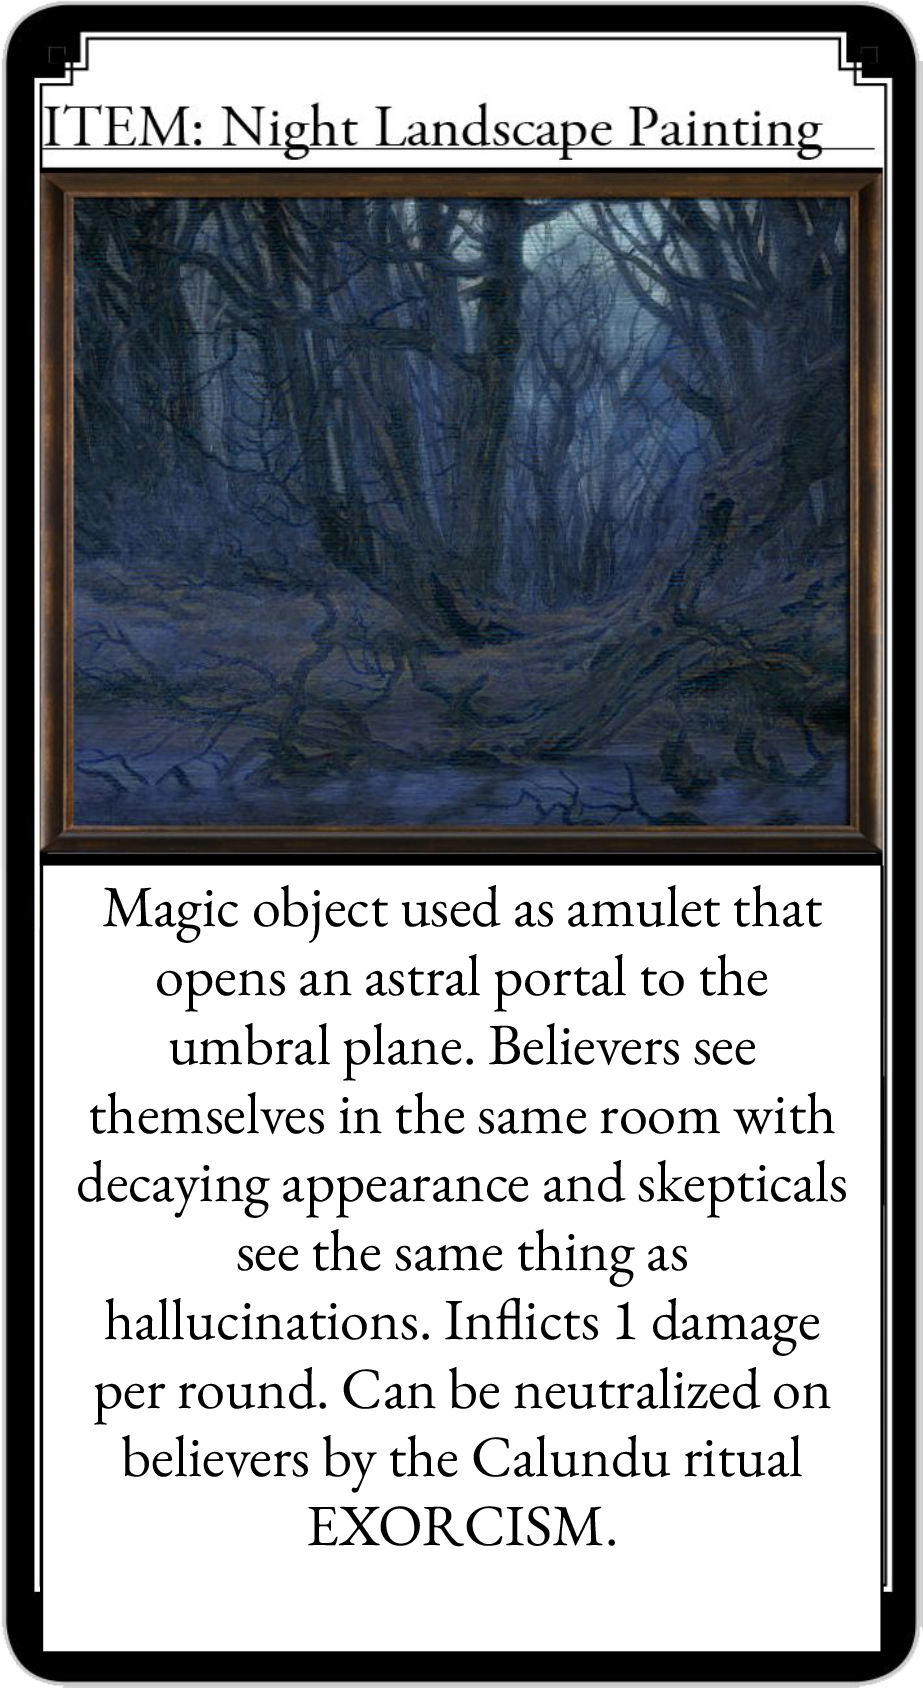 ITEM: Night Landscape Painting
Magic object used as amulet that
opens an astral portal to the
umbral plane. Believers see
themselves in the same room with
decaying appearance and skepticals
see the same thing as
hallucinations. Inflicts 1 damage
per round. Can be neutralized on
believers by the Calundu ritual
EXORCISM.